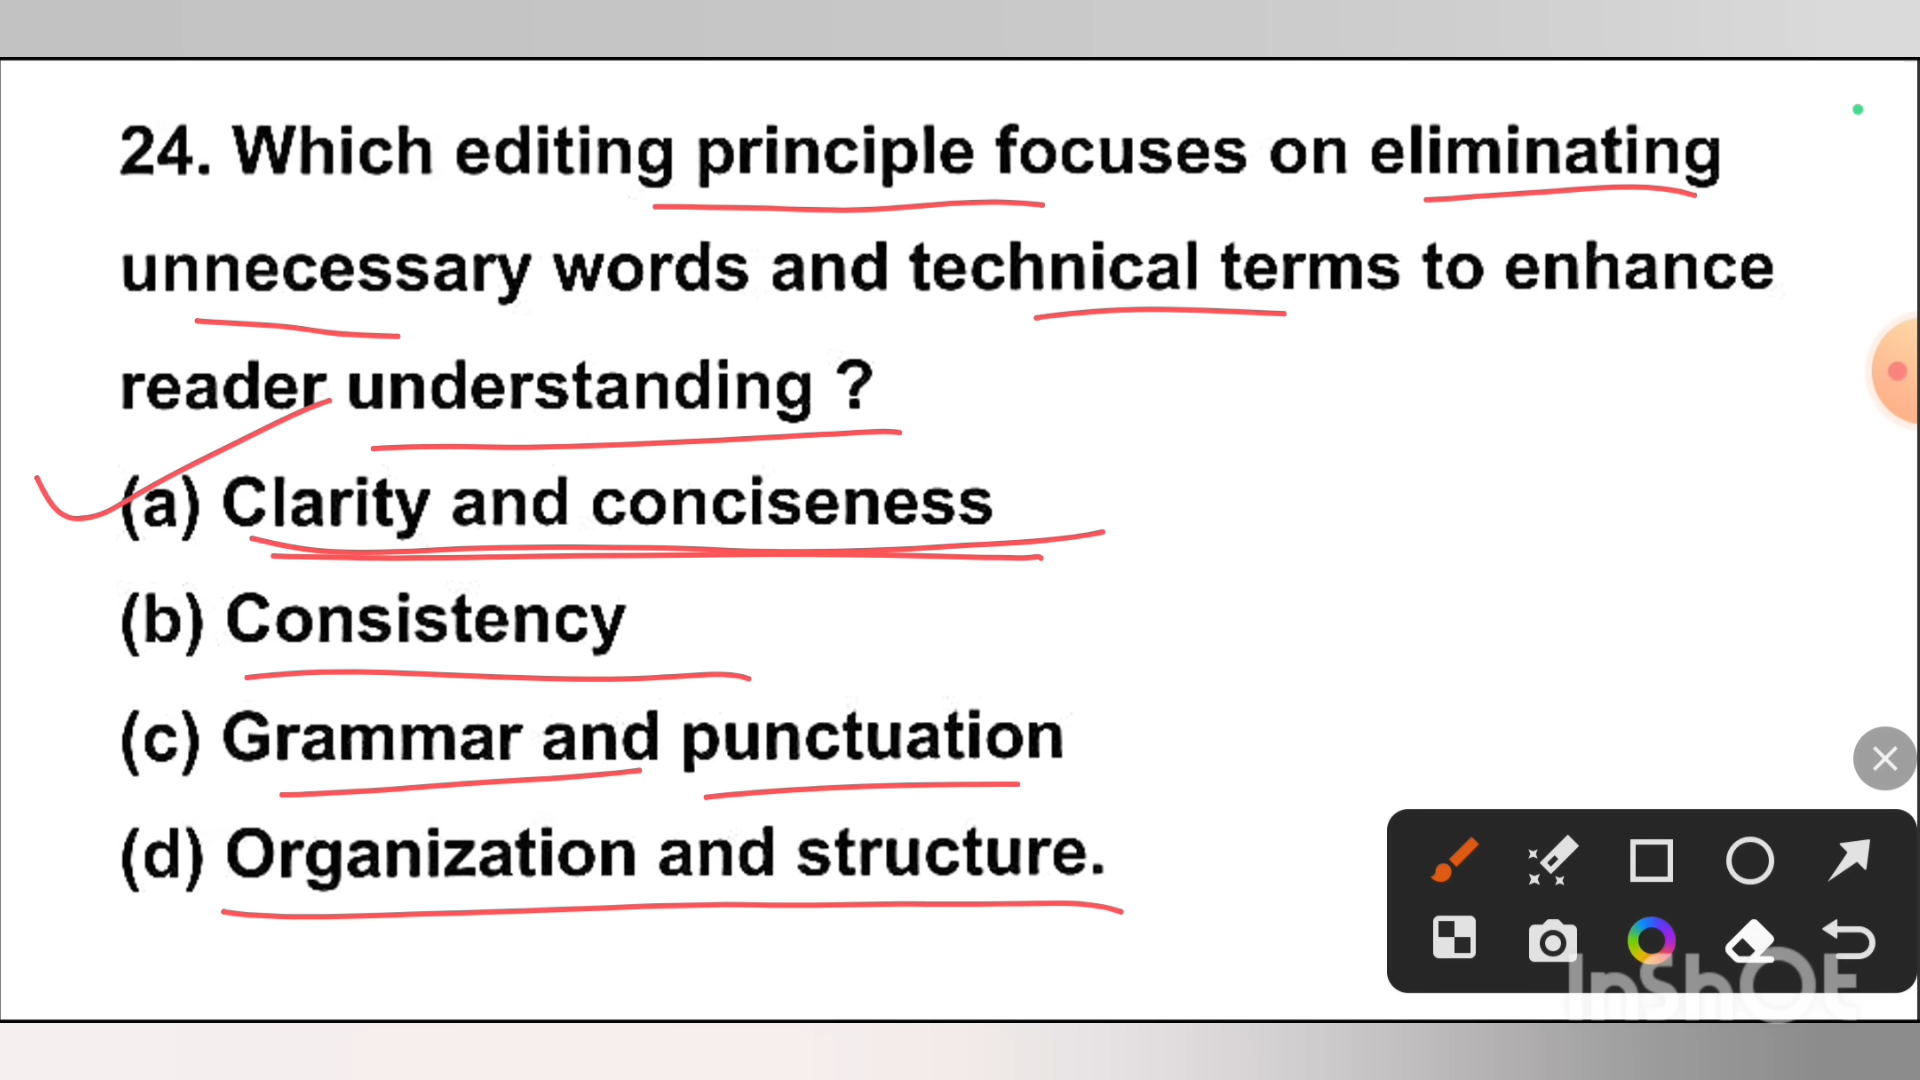 24. Which editing principle focuses on eliminating
unnecessary words and technical terms to enhance
reader understanding ?
(a) Clarity and conciseness
(b) Consistency
(c) Grammar and punctuation
(d) Organization and structure.
InShOt